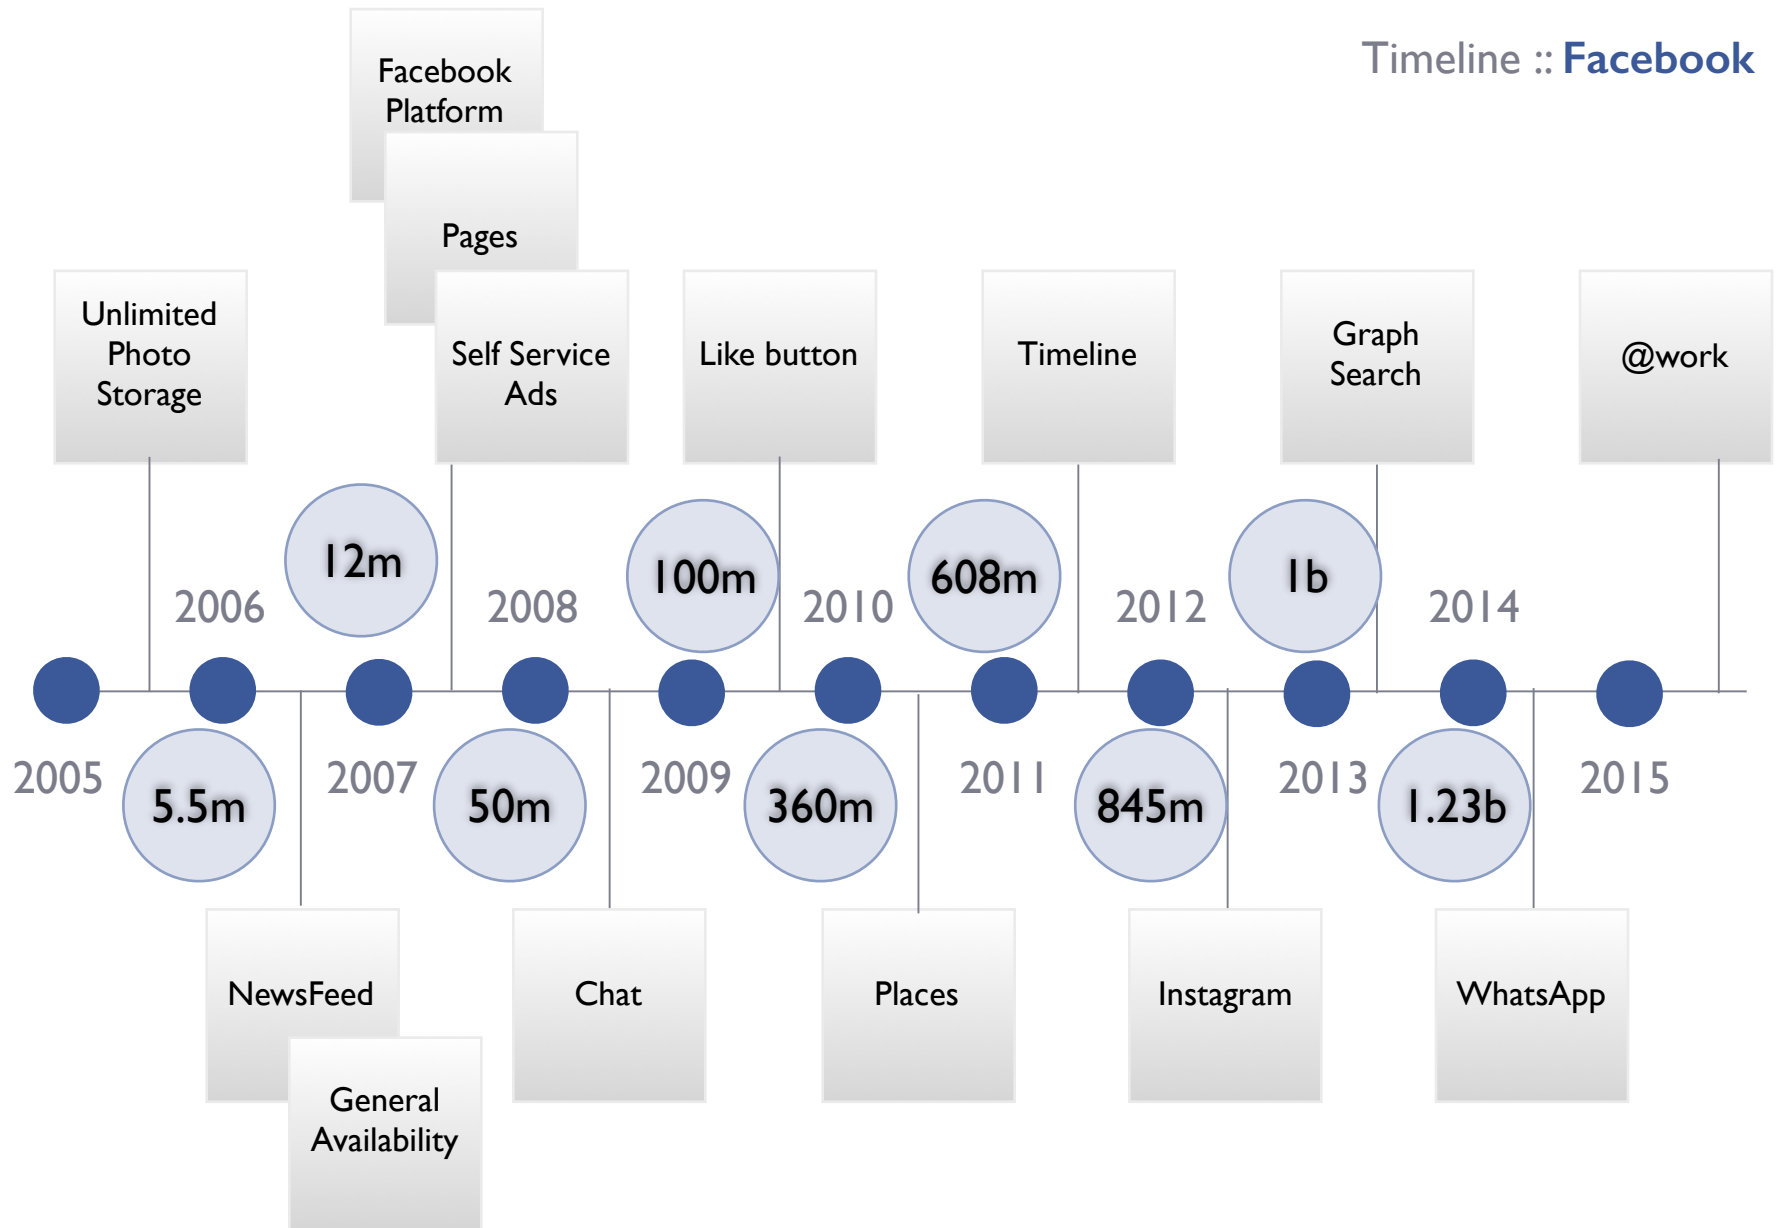 Timeline :: Facebook
Facebook
Platform
Pages
Unlimited
Photo
Storage
Self Service
Ads
Like button
Timeline
Graph
Search
@work
12m
100m
608m
1b
2006
2008
2010
2012
2014
2005
2007
2009
2011
2013
2015
5.5m
50m
360m
845m
1.23b
NewsFeed
Chat
Places
Instagram
WhatsApp
General
Availability